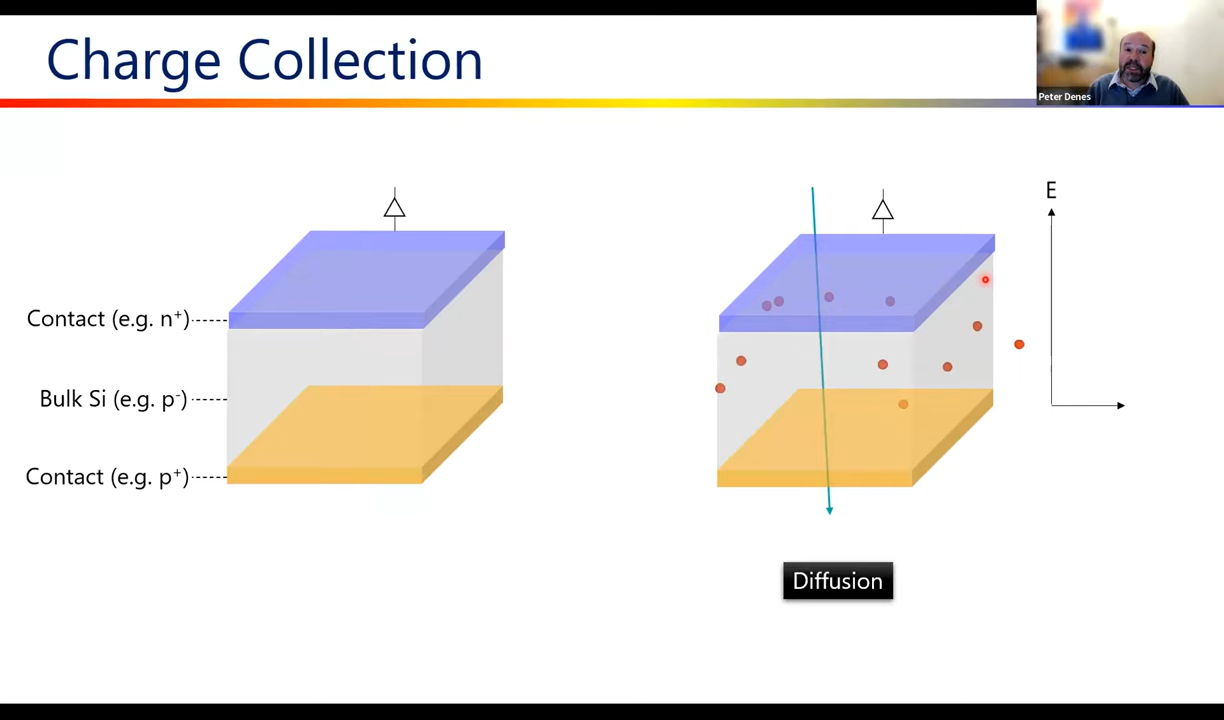 Charge Collection
Peter Denes
E
Contact (e.g. n⁺)
Bulk Si (e.g. p⁻)
Contact (e.g. p⁺)
Diffusion